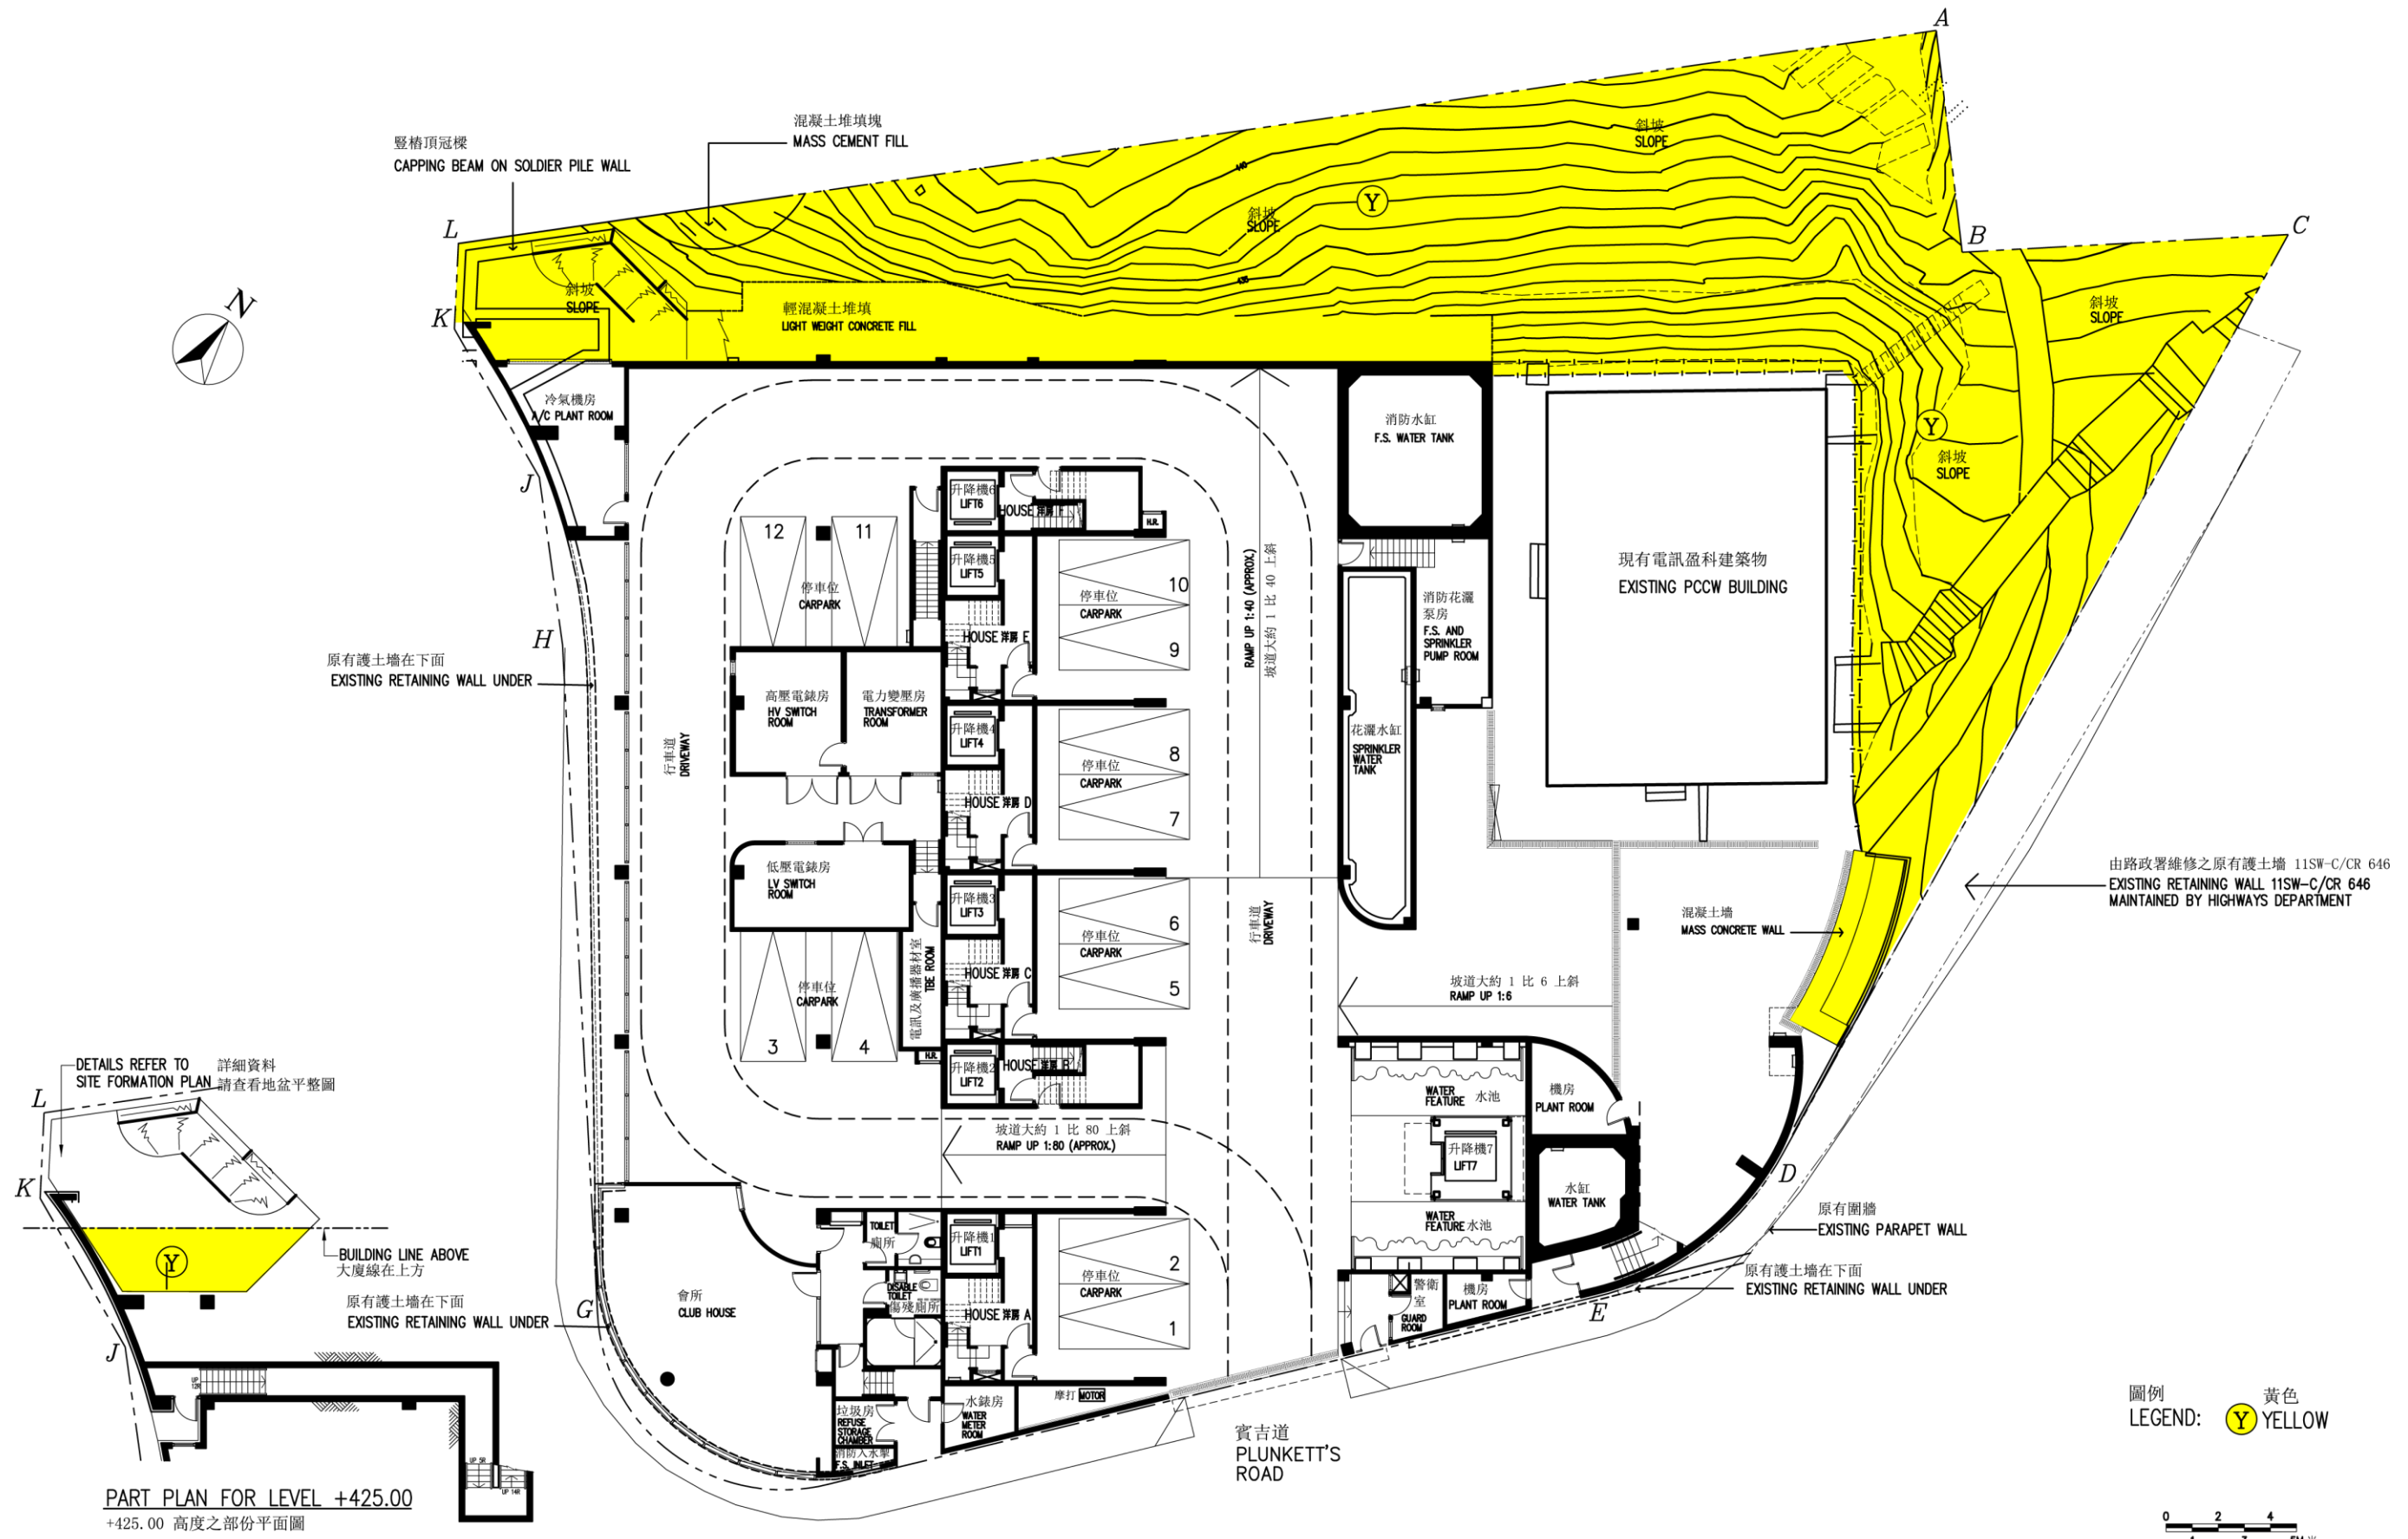 A
混凝土堆填塊
MASS CEMENT FILL
豎樁頂冠樑
CAPPING BEAM ON SOLDIER PILE WALL
斜坡
SLOPE
Y
斜坡
SLOPE
L
B
C
N
斜坡
SLOPE
K
輕混凝土堆填
LIGHT WEIGHT CONCRETE FILL
斜坡
SLOPE
冷氣機房
A/C PLANT ROOM
消防水缸
F.S. WATER TANK
Y
斜坡
SLOPE
J
升降機6
LIFT6
HOUSE 洋房 F
H.R.
12
11
停車位
CARPARK
升降機5
LIFT5
10
停車位
CARPARK
9
RAMP UP 1:40 (APPROX.)
坡道大約 1 比 40 上斜
現有電訊盈科建築物
EXISTING PCCW BUILDING
消防花灑
泵房
F.S. AND
SPRINKLER
PUMP ROOM
H
HOUSE 洋房 E
原有護土墻在下面
EXISTING RETAINING WALL UNDER
高壓電錶房
HV SWITCH
ROOM
電力變壓房
TRANSFORMER
ROOM
升降機4
LIFT4
8
停車位
CARPARK
7
花灑水缸
SPRINKLER
WATER
TANK
行車道
DRIVEWAY
HOUSE 洋房 D
低壓電錶房
LV SWITCH
ROOM
升降機3
LIFT3
6
停車位
CARPARK
5
行車道
DRIVEWAY
混凝土墻
MASS CONCRETE WALL
由路政署維修之原有護土墻 11SW-C/CR 646
EXISTING RETAINING WALL 11SW-C/CR 646
MAINTAINED BY HIGHWAYS DEPARTMENT
電訊及廣播器材室
TBE ROOM
HOUSE 洋房 C
停車位
CARPARK
3
4
H.R.
坡道大約 1 比 6 上斜
RAMP UP 1:6
升降機2
LIFT2
HOUSE 洋房 B
坡道大約 1 比 80 上斜
RAMP UP 1:80 (APPROX.)
WATER
FEATURE 水池
升降機7
LIFT7
WATER
FEATURE 水池
機房
PLANT ROOM
水缸
WATER TANK
D
原有圍牆
EXISTING PARAPET WALL
原有護土墻在下面
EXISTING RETAINING WALL UNDER
E
DETAILS REFER TO
SITE FORMATION PLAN
詳細資料
請查看地盆平整圖
L
K
Y
BUILDING LINE ABOVE
大廈線在上方
J
UP 5R
UP 14R
PART PLAN FOR LEVEL +425.00
+425.00 高度之部份平面圖
原有護土墻在下面
EXISTING RETAINING WALL UNDER
G
會所
CLUB HOUSE
TOILET
廁所
DISABLE
TOILET
傷殘廁所
升降機1
LIFT1
HOUSE 洋房 A
2
停車位
CARPARK
1
警衛
室
GUARD
ROOM
機房
PLANT ROOM
垃圾房
REFUSE
STORAGE
CHAMBER
消防入水掣
F.S. INLET
水錶房
WATER
METER
ROOM
摩打 MOTOR
賓吉道
PLUNKETT'S
ROAD
圖例
LEGEND:
Y
黃色
YELLOW
0 2 4